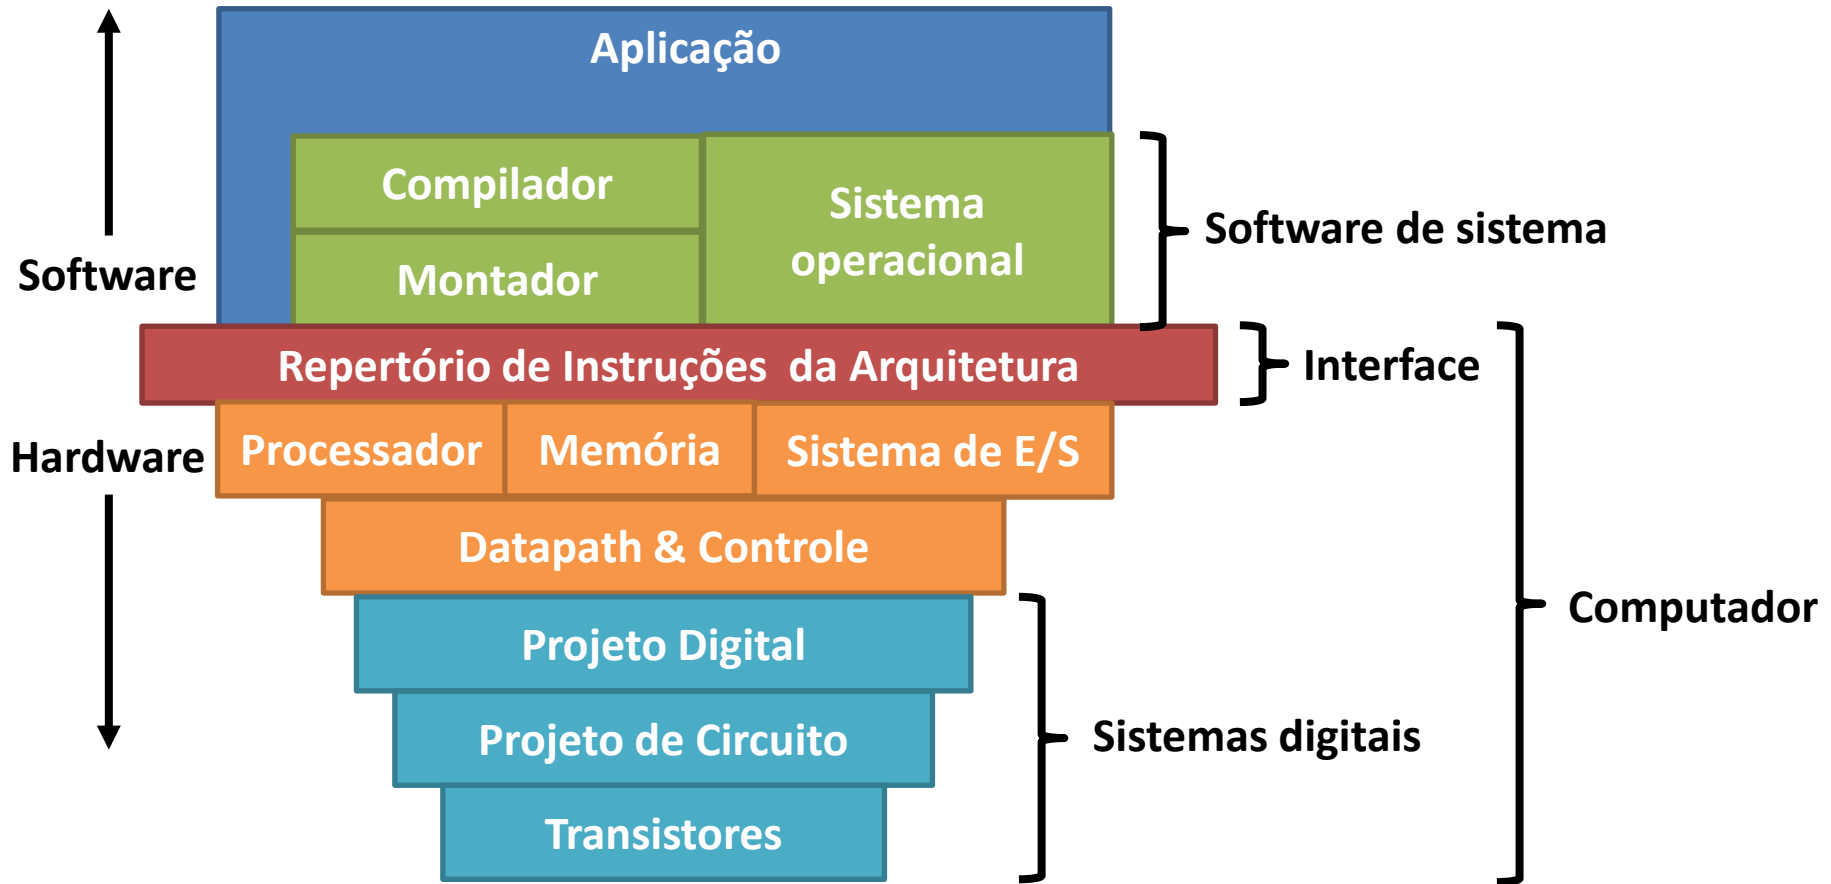 Aplicação
Compilador
Sistema
operacional
Montador
Software de sistema
Software
Repertório de Instruções  da Arquitetura
Interface
Hardware
Processador
Memória
Sistema de E/S
Datapath & Controle
Computador
Projeto Digital
Projeto de Circuito
Sistemas digitais
Transistores